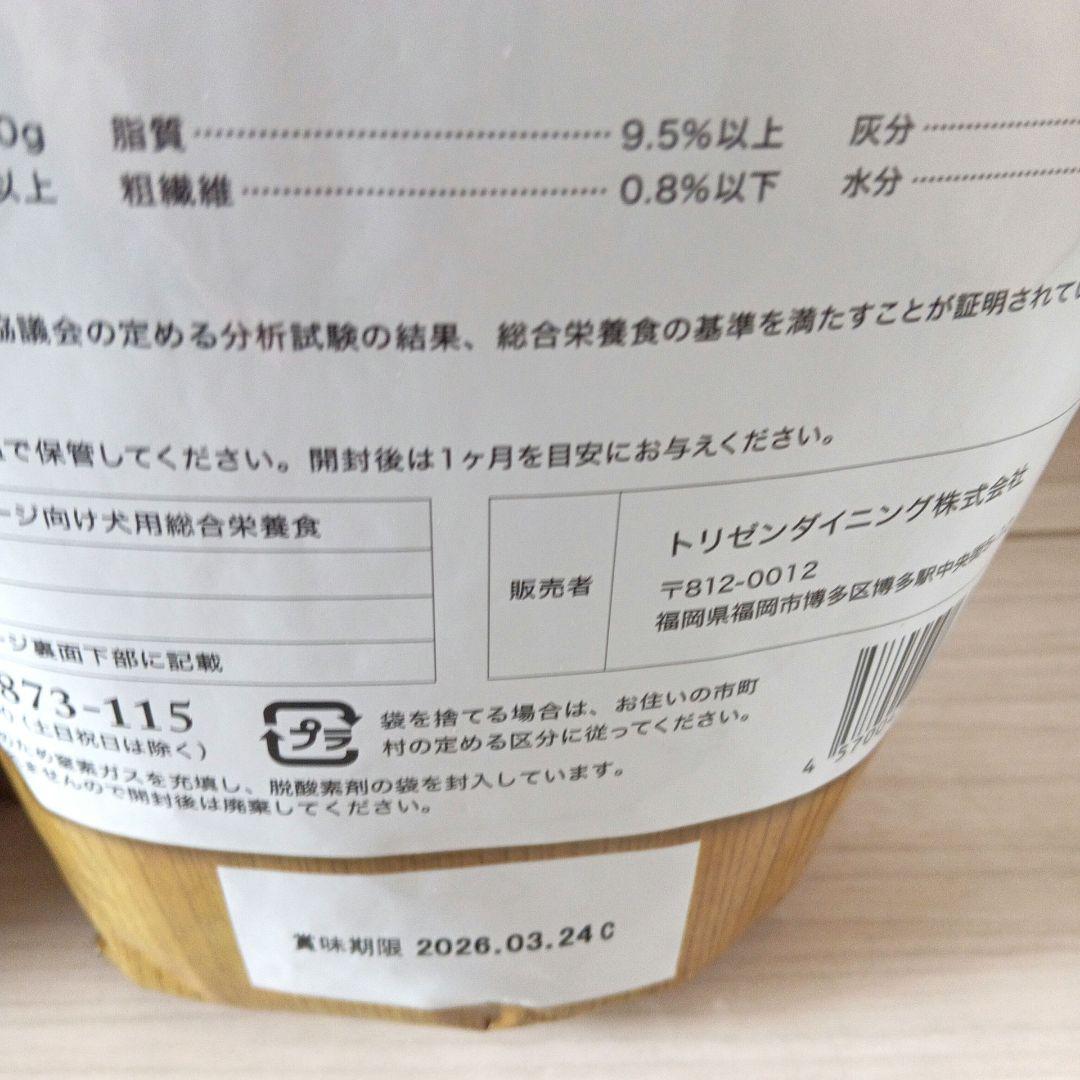 0g 脂質 9.5%以上 灰分
以上 粗繊維 0.8%以下 水分
協議会の定める分析試験の結果、総合栄養食の基準を満たすことが証明されてい
で保管してください。開封後は1ヶ月を目安にお与えください。
ージ向け犬用総合栄養食
ージ裏面下部に記載
販売者
トリゼンダイニング株式会社
〒812-0012
福岡県福岡市博多区博多駅中央街
873-115
0(土日祝日は除く)
プラ
袋を捨てる場合は、お住いの市町
村の定める区分に従ってください。
のため窒素ガスを充填し、脱酸素剤の袋を封入しています。
ませんので開封後は廃棄してください。
4 5700
賞味期限 2026.03.24C